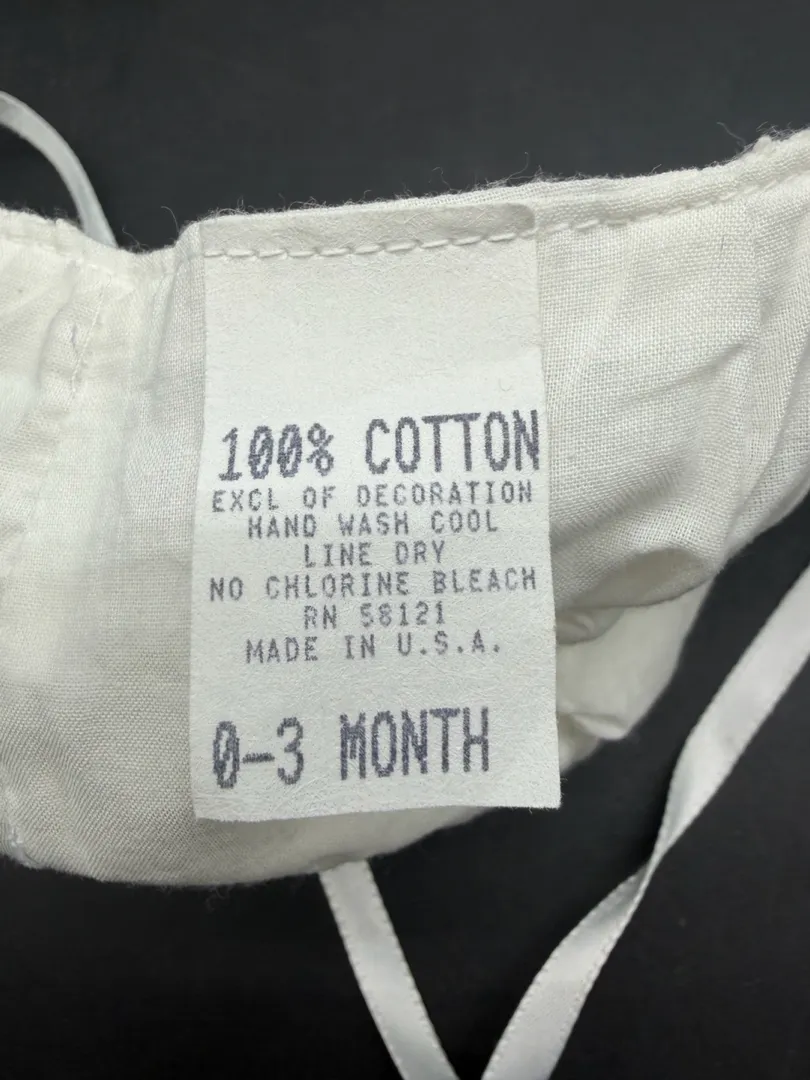 100% COTTON
EXCL OF DECORATION
HAND WASH COOL
LINE DRY
NO CHLORINE BLEACH
RN 58121
MADE IN U.S.A.
0-3 MONTH